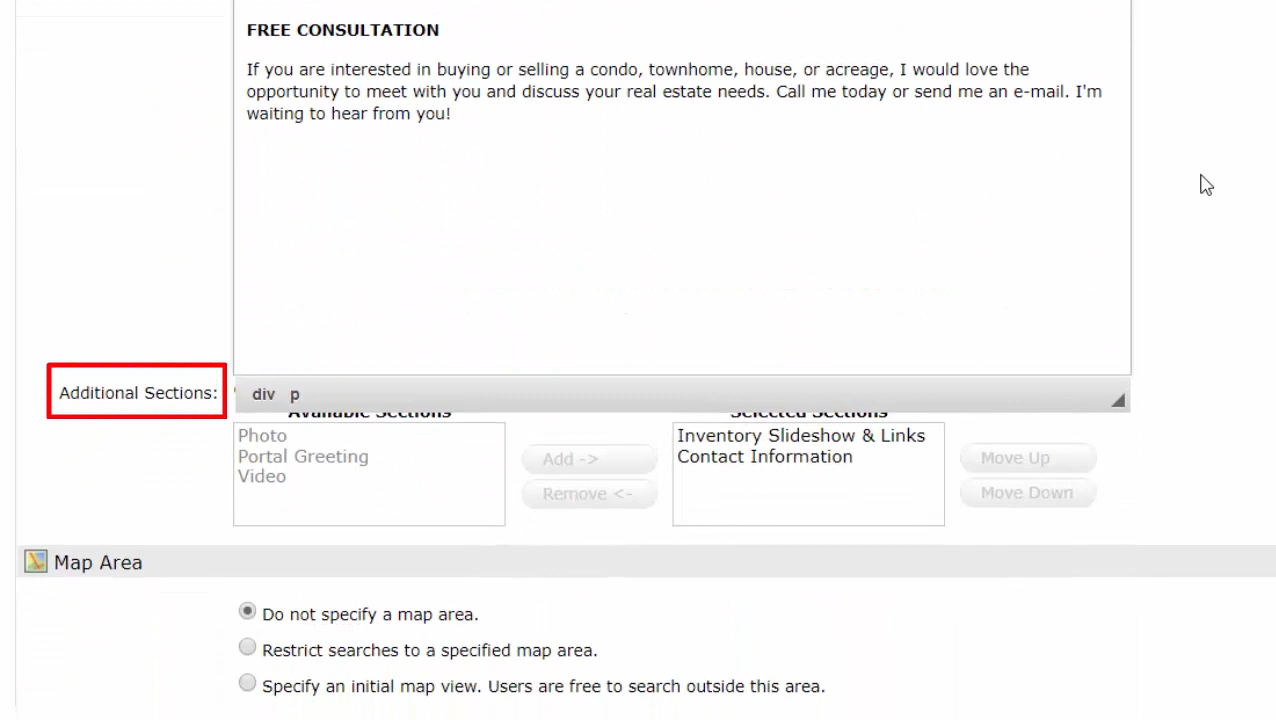 FREE CONSULTATION
If you are interested in buying or selling a condo, townhome, house, or acreage, I would love the
opportunity to meet with you and discuss your real estate needs. Call me today or send me an e-mail. I'm
waiting to hear from you!
Additional Sections:
div p
Available Sections
Selected Sections
Photo
Portal Greeting
Video
Add ->
Remove <-
Inventory Slideshow & Links
Contact Information
Move Up
Move Down
Map Area
Do not specify a map area.
Restrict searches to a specified map area.
Specify an initial map view. Users are free to search outside this area.